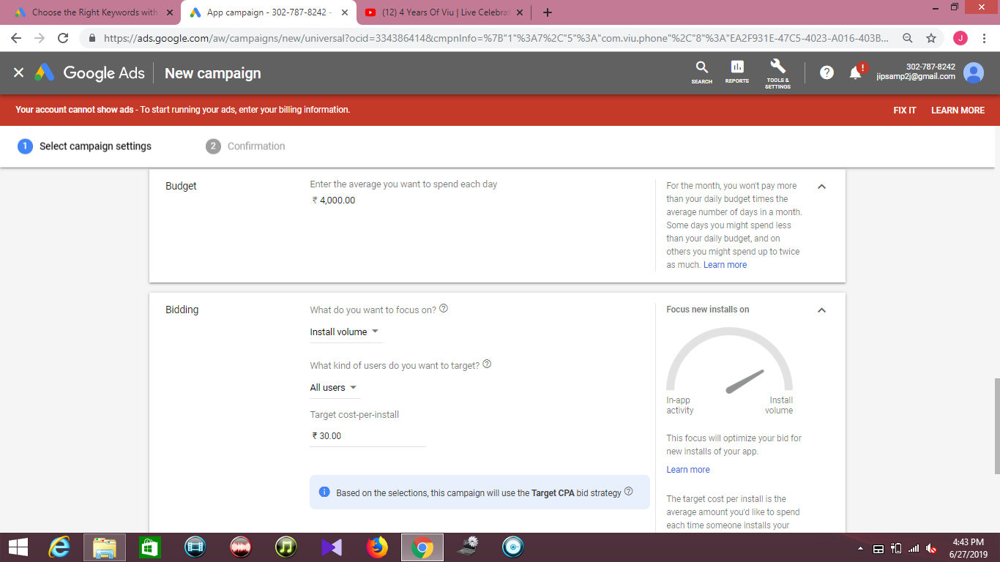 Choose the Right Keywords with
App campaign - 302-787-8242 -
(12) 4 Years Of Viu | Live Celebra
https://ads.google.com/aw/campaigns/new/universal?ocid=334386414&cmpnInfo=%7B"1"%3A7%2C"5"%3A"com.viu.phone"%2C"8"%3A"EA2F931E-47C5-4023-A016-403B...
J
Google Ads
New campaign
SEARCH
REPORTS
TOOLS &
SETTINGS
?
!
302-787-8242
jipsamp2j@gmail.com
Your account cannot show ads - To start running your ads, enter your billing information.
FIX IT
LEARN MORE
1 Select campaign settings
2 Confirmation
Budget
Enter the average you want to spend each day
₹ 4,000.00
For the month, you won't pay more
than your daily budget times the
average number of days in a month.
Some days you might spend less
than your daily budget, and on
others you might spend up to twice
as much. Learn more
Bidding
What do you want to focus on? ?
Install volume
What kind of users do you want to target? ?
All users
Target cost-per-install
₹ 30.00
i Based on the selections, this campaign will use the Target CPA bid strategy ?
Focus new installs on
In-app
activity
Install
volume
This focus will optimize your bid for
new installs of your app.
Learn more
The target cost per install is the
average amount you'd like to spend
each time someone installs your
4:43 PM
6/27/2019